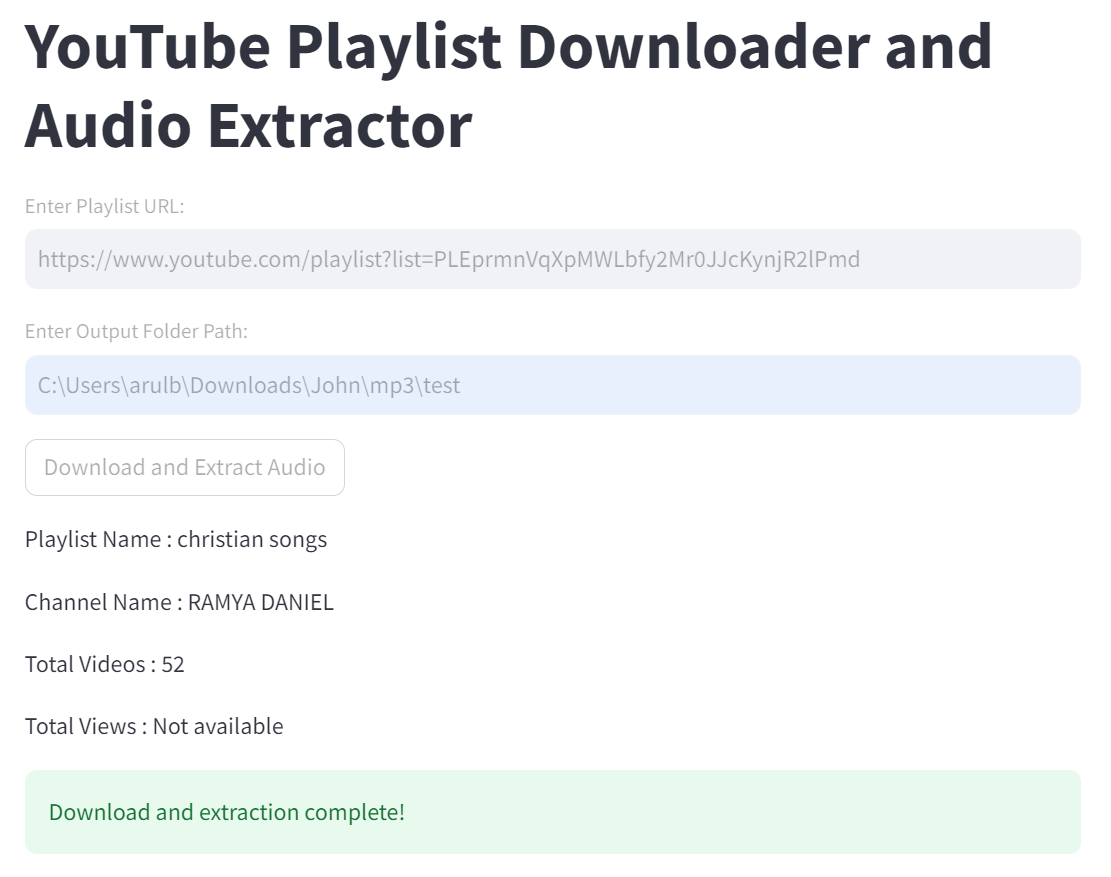 YouTube Playlist Downloader and
Audio Extractor
Enter Playlist URL:
https://www.youtube.com/playlist?list=PLEprmnVqXpMWLbfy2Mr0JJcKynjR2lPmd
Enter Output Folder Path:
C:\Users\arulb\Downloads\John\mp3\test
Download and Extract Audio
Playlist Name : christian songs
Channel Name : RAMYA DANIEL
Total Videos : 52
Total Views : Not available
Download and extraction complete!